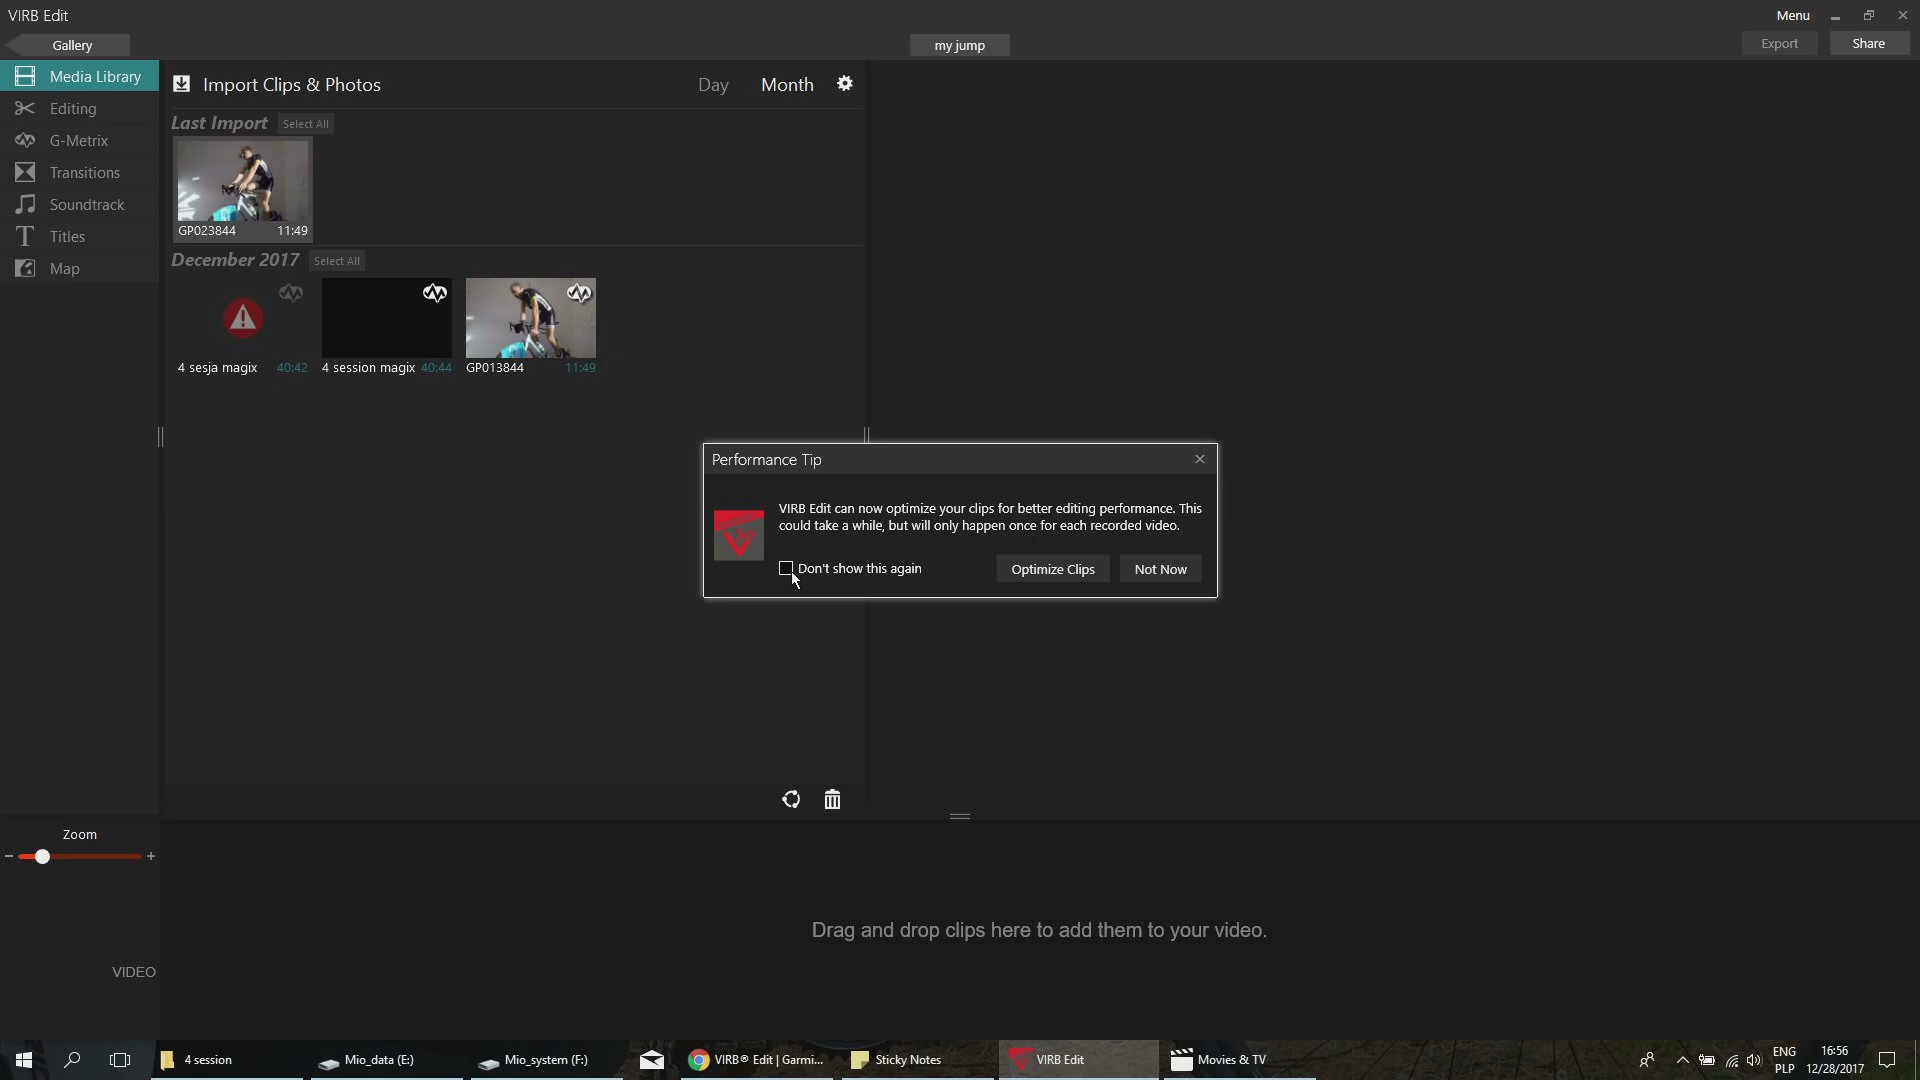 VIRB Edit
Menu
Gallery
my jump
Export
Share
Media Library
Import Clips & Photos
Day
Month
Editing
G-Metrix
Transitions
Soundtrack
Titles
Map
Last Import
Select All
GP023844
11:49
December 2017
Select All
4 sesja magix
40:42
4 session magix
40:44
GP013844
11:49
Performance Tip
VIRB Edit can now optimize your clips for better editing performance. This
could take a while, but will only happen once for each recorded video.
Don't show this again
Optimize Clips
Not Now
Zoom
Drag and drop clips here to add them to your video.
VIDEO
4 session
Mio_data (E:)
Mio_system (F:)
VIRB® Edit | Garmi...
Sticky Notes
VIRB Edit
Movies & TV
ENG
PLP
16:56
12/28/2017